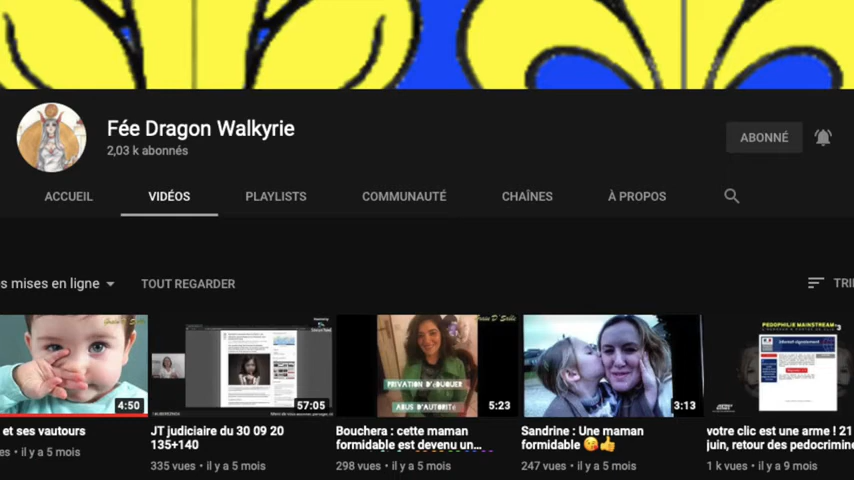 Fée Dragon Walkyrie
2,03 k abonnés
ABONNÉ
ACCUEIL VIDÉOS PLAYLISTS COMMUNAUTÉ CHAÎNES À PROPOS
s mises en ligne TOUT REGARDER TRI
4:50
57:05
PRIVATION D'éDUQUER
ABUS D'AUTORITé
5:23
3:13
PEDOPHILIE MAINSTREAM
et ses vautours
es • il y a 5 mois
JT judiciaire du 30 09 20
135+140
335 vues • il y a 5 mois
Bouchera : cette maman
formidable est devenu un...
298 vues • il y a 5 mois
Sandrine : Une maman
formidable 😘👍
247 vues • il y a 5 mois
votre clic est une arme ! 21
juin, retour des pedocrimine
1 k vues • il y a 9 mois